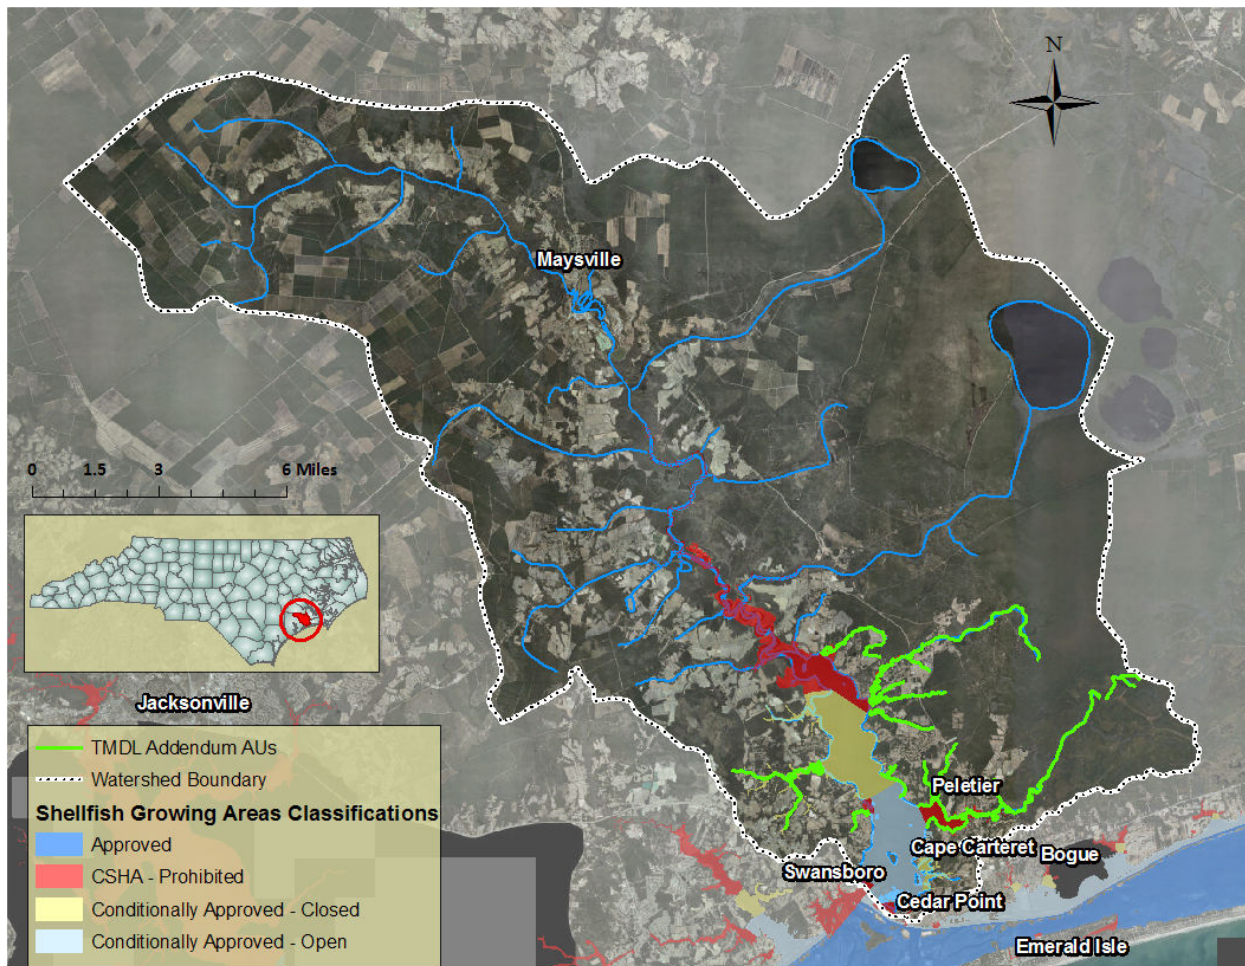 N
Maysville
0 1.5 3 6 Miles
Jacksonville
TMDL Addendum AUs
Watershed Boundary
Shellfish Growing Areas Classifications
Approved
CSHA - Prohibited
Conditionally Approved - Closed
Conditionally Approved - Open
Peletier
Cape Carteret
Bogue
Swansboro
Cedar Point
Emerald Isle